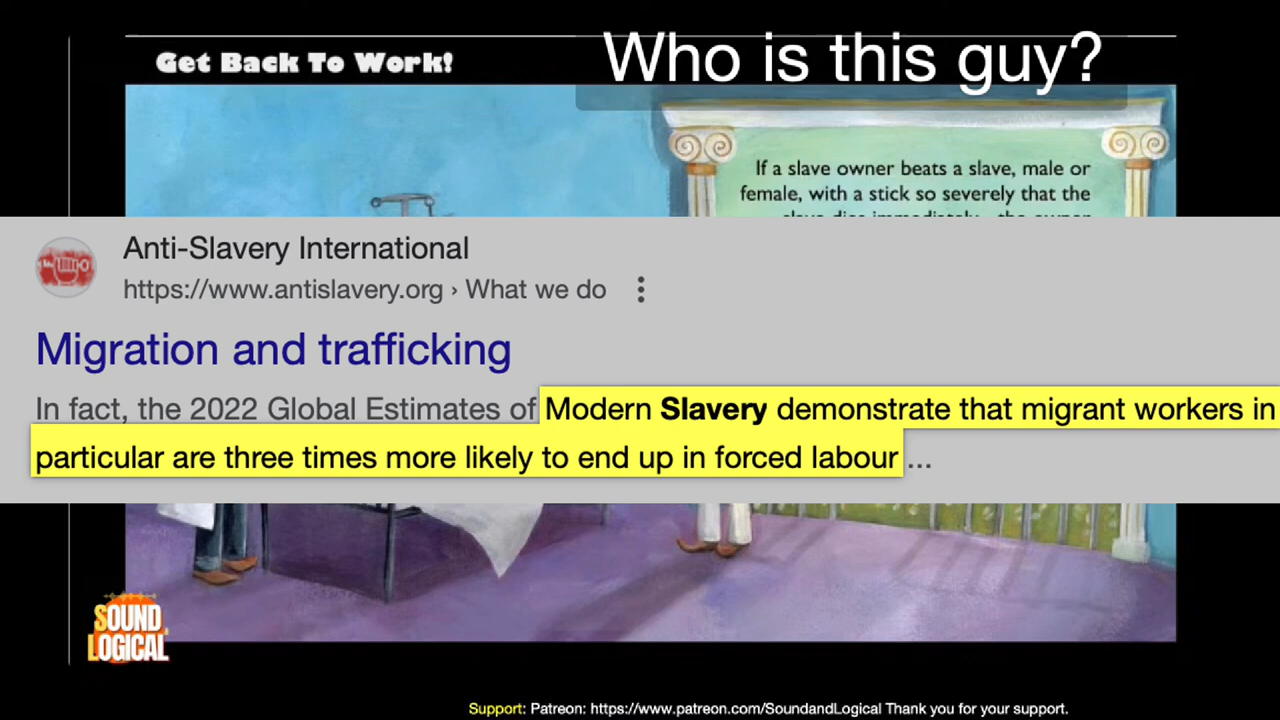 Get Back To Work!
Who is this guy?
If a slave owner beats a slave, male or
female, with a stick so severely that the
Anti-Slavery International
https://www.antislavery.org › What we do
Migration and trafficking
In fact, the 2022 Global Estimates of Modern Slavery demonstrate that migrant workers in
particular are three times more likely to end up in forced labour ...
SOUND
LOGICAL
Support: Patreon: https://www.patreon.com/SoundandLogical Thank you for your support.